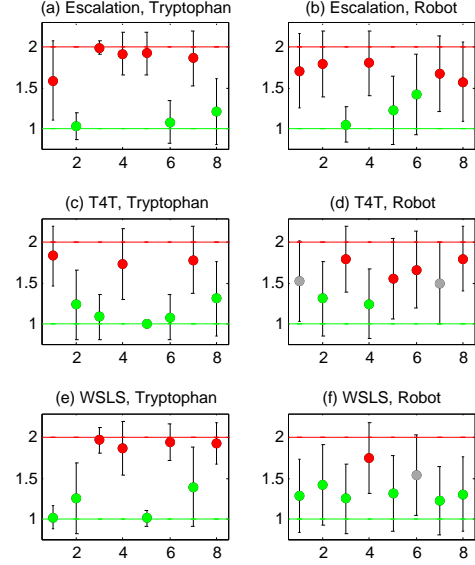 (a) Escalation, Tryptophan
(b) Escalation, Robot
2
1.5
1
2 4 6 8
2
1.5
1
2 4 6 8
(c) T4T, Tryptophan
(d) T4T, Robot
2
1.5
1
2 4 6 8
2
1.5
1
2 4 6 8
(e) WSLS, Tryptophan
(f) WSLS, Robot
2
1.5
1
2 4 6 8
2
1.5
1
2 4 6 8